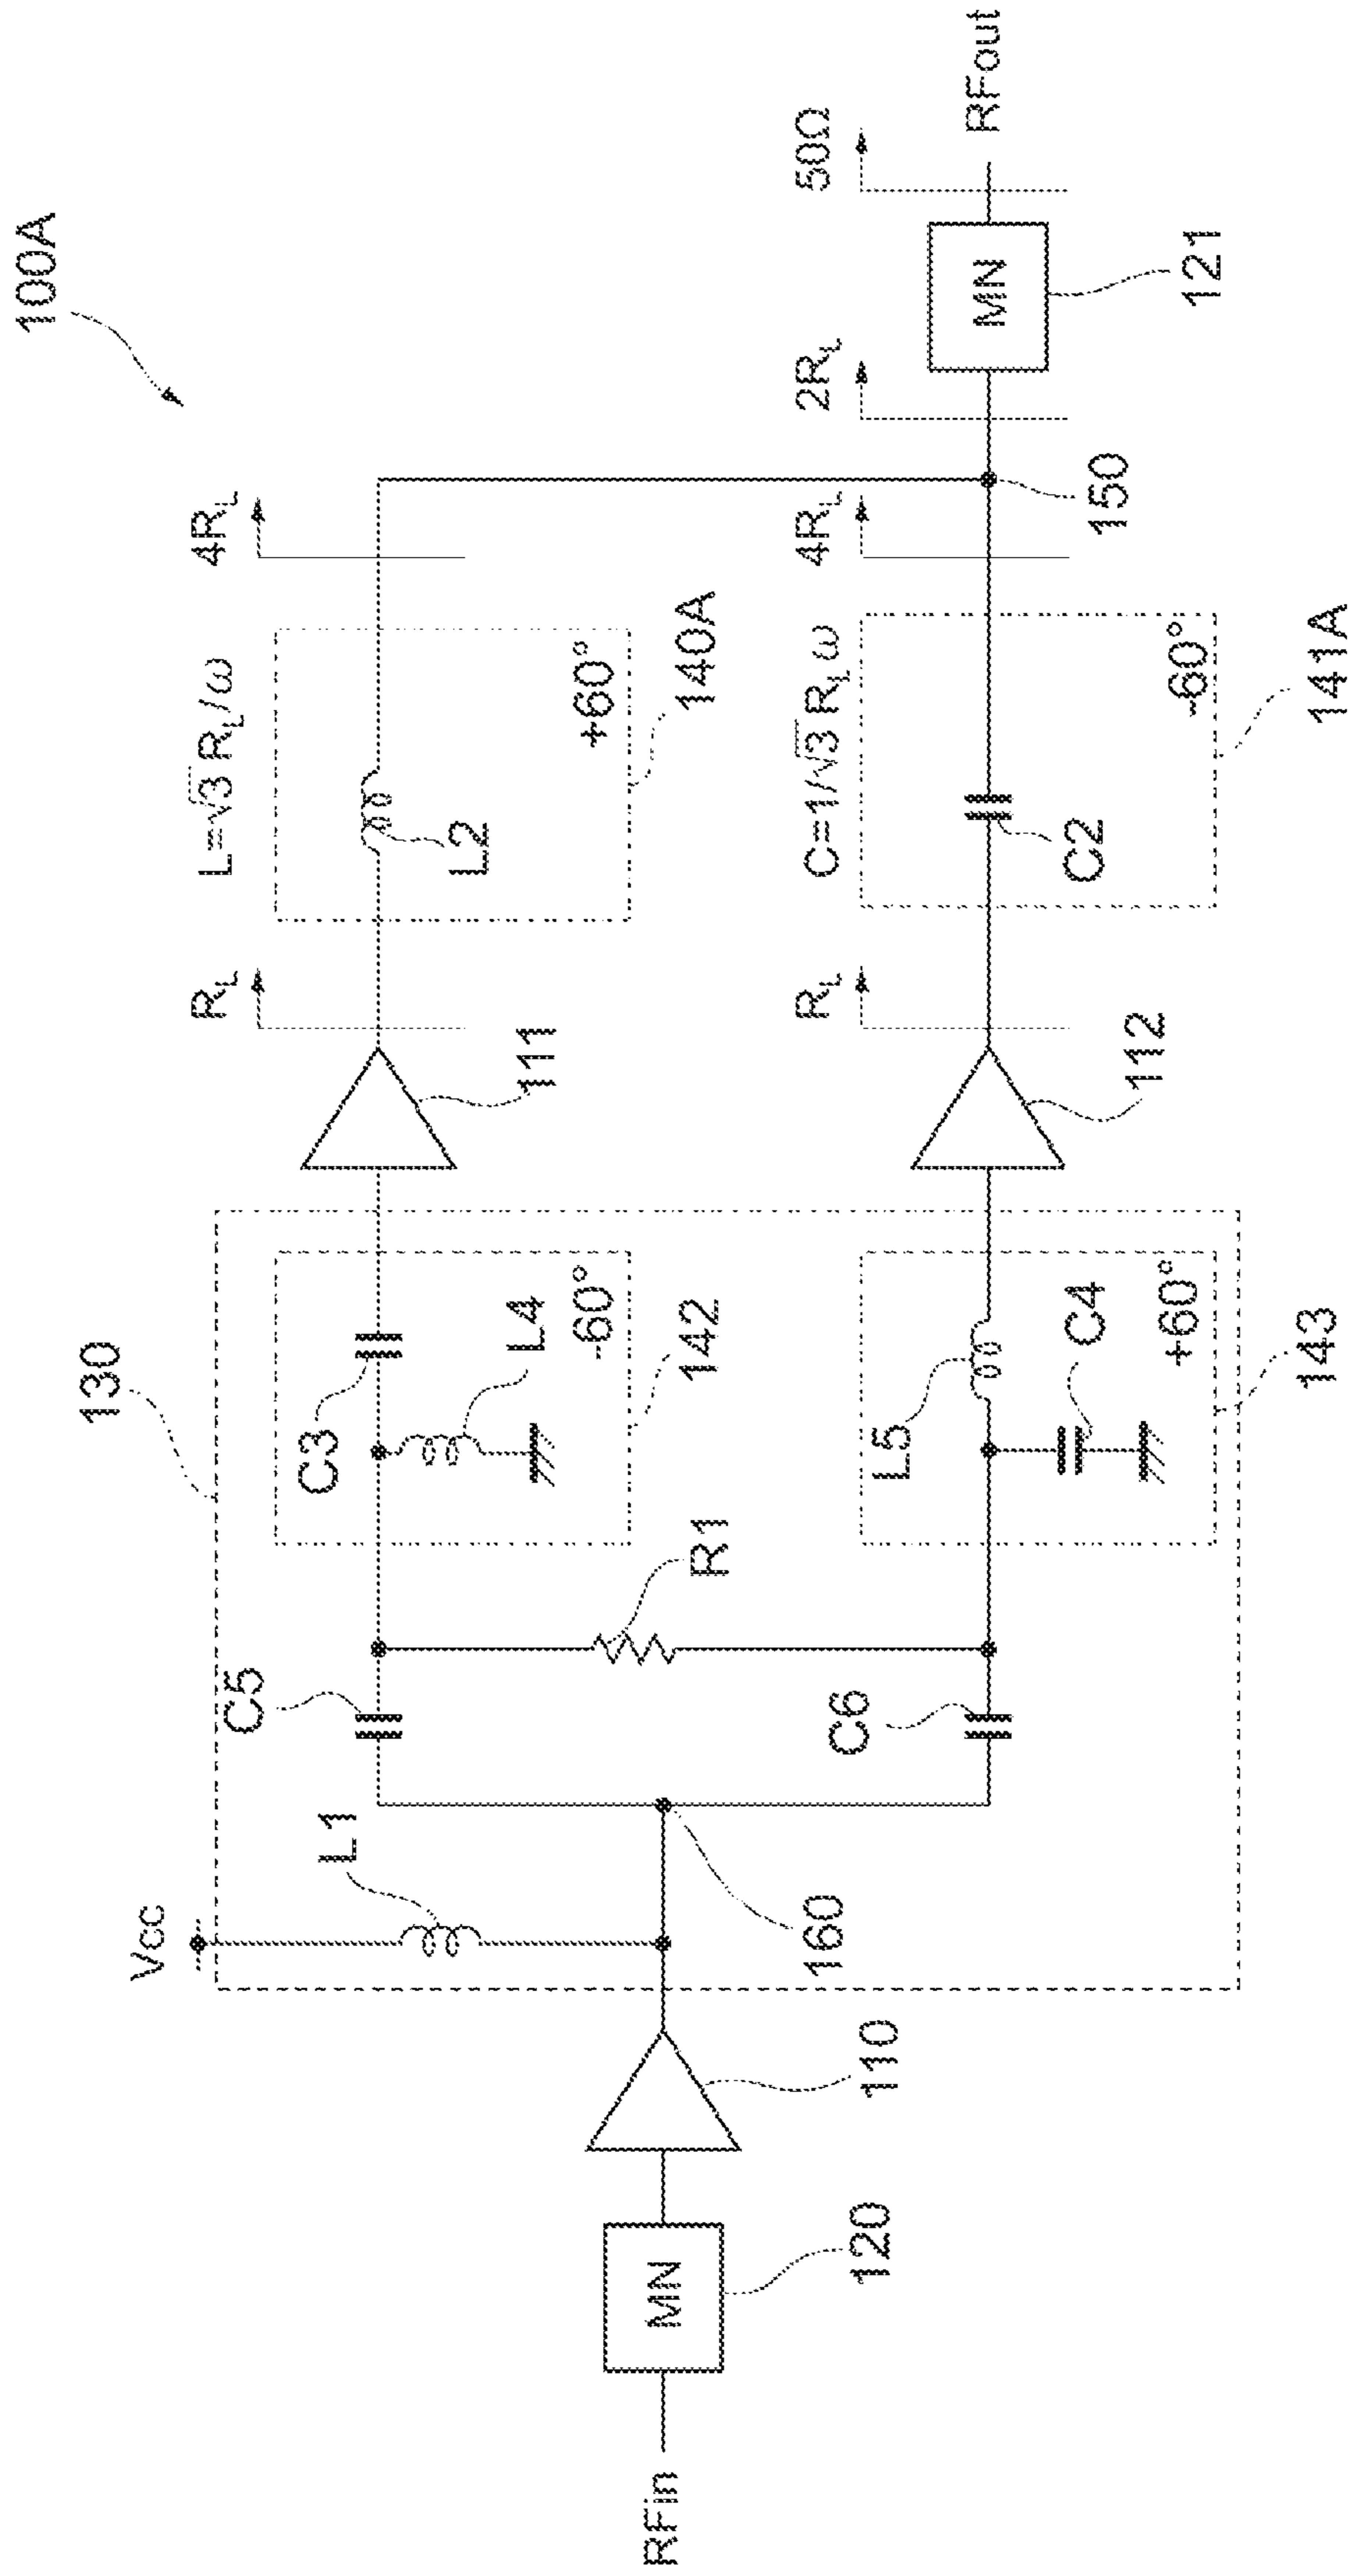 100A
RFin
MN
120
110
Vcc
L1
160
130
C5
C6
R1
C3
L4
-60°
142
L5
C4
+60°
143
111
112
R_L
R_L
L=√3 R_L/ω
L2
+60°
140A
C=1/√3 R_L ω
C2
-60°
141A
4R_L
4R_L
150
2R_L
MN
121
50Ω
RFout